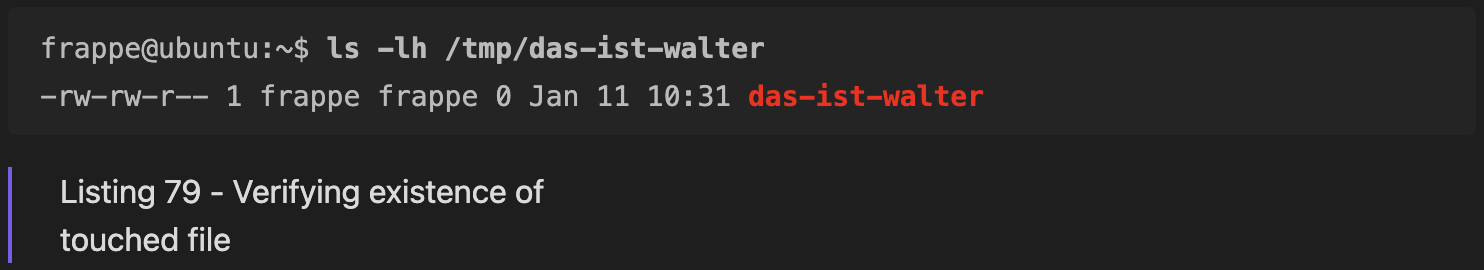 frappe@ubuntu:~$ ls -lh /tmp/das-ist-walter
-rw-rw-r-- 1 frappe frappe 0 Jan 11 10:31 das-ist-walter
Listing 79 - Verifying existence of
touched file